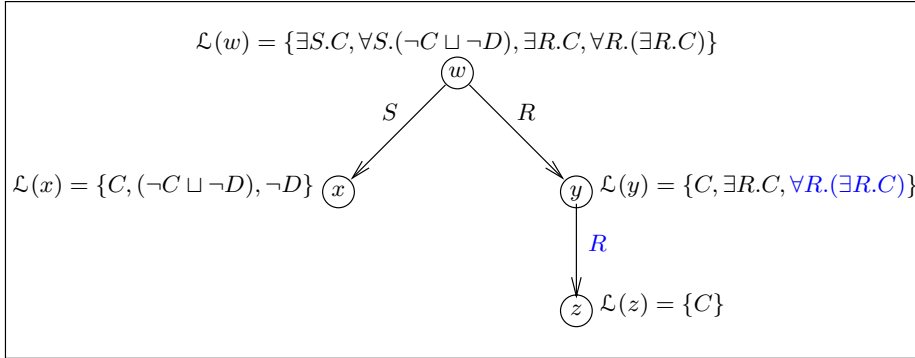 ℒ(w) = {∃S.C, ∀S.(¬C ⊔ ¬D), ∃R.C, ∀R.(∃R.C)}
w
S R
ℒ(x) = {C, (¬C ⊔ ¬D), ¬D} x y ℒ(y) = {C, ∃R.C, ∀R.(∃R.C)}
R
z ℒ(z) = {C}